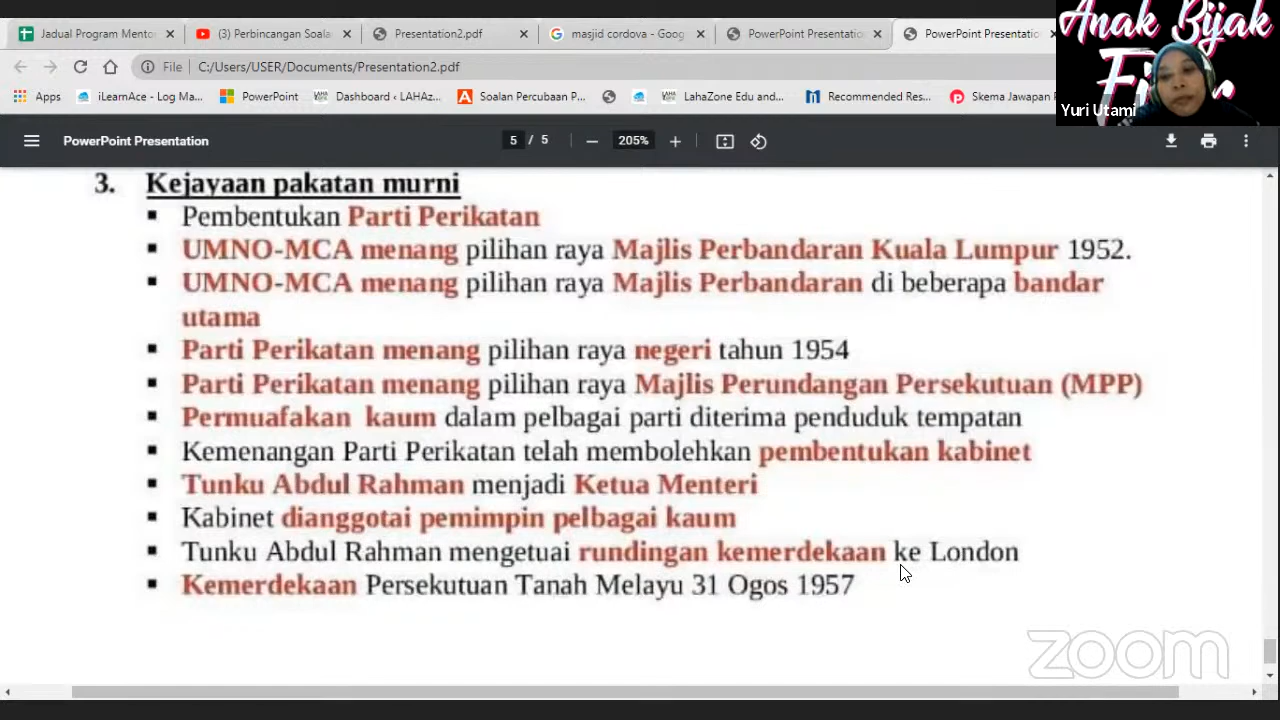 Jadual Program Mento
(3) Perbincangan Soala
Presentation2.pdf
masjid cordova - Goog
PowerPoint Presentatio
PowerPoint Presentatio
Anak Bijak
Yuri Utami
File C:/Users/USER/Documents/Presentation2.pdf
Apps iLearnAce - Log Ma... PowerPoint Dashboard ‹ LAHAz... Soalan Percubaan P... LahaZone Edu and... Recommended Res... Skema Jawapan P
PowerPoint Presentation 5 / 5 205%
3. Kejayaan pakatan murni
▪ Pembentukan Parti Perikatan
▪ UMNO-MCA menang pilihan raya Majlis Perbandaran Kuala Lumpur 1952.
▪ UMNO-MCA menang pilihan raya Majlis Perbandaran di beberapa bandar
utama
▪ Parti Perikatan menang pilihan raya negeri tahun 1954
▪ Parti Perikatan menang pilihan raya Majlis Perundangan Persekutuan (MPP)
▪ Permuafakan kaum dalam pelbagai parti diterima penduduk tempatan
▪ Kemenangan Parti Perikatan telah membolehkan pembentukan kabinet
▪ Tunku Abdul Rahman menjadi Ketua Menteri
▪ Kabinet dianggotai pemimpin pelbagai kaum
▪ Tunku Abdul Rahman mengetuai rundingan kemerdekaan ke London
▪ Kemerdekaan Persekutuan Tanah Melayu 31 Ogos 1957
zoom